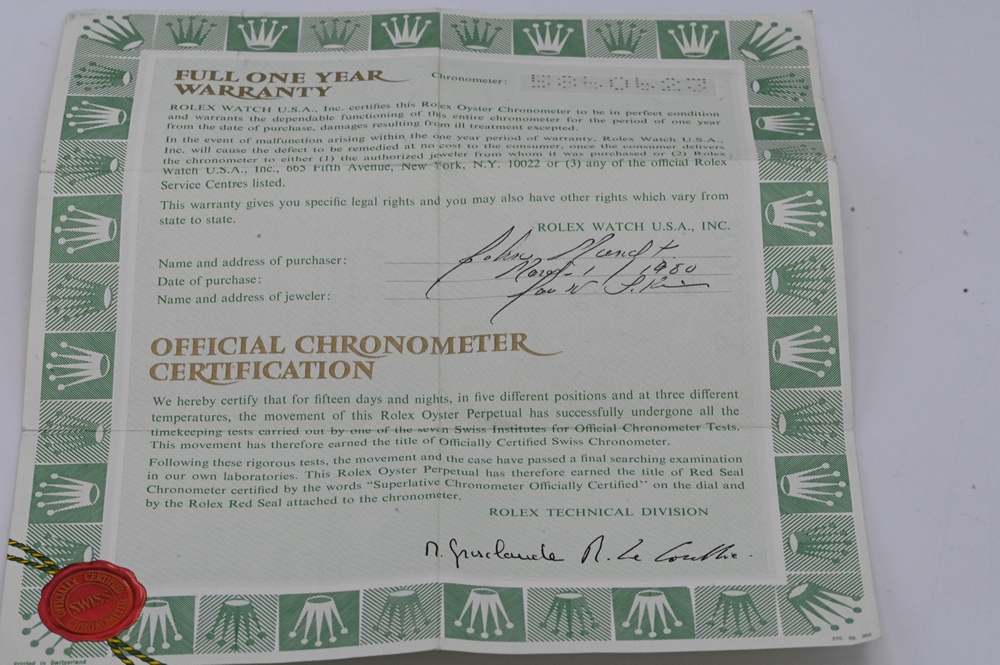 FULL ONE YEAR
WARRANTY
Chronometer:
ROLEX WATCH U.S.A., Inc. certifies this Rolex Oyster Chronometer to be in perfect condition
and warrants the dependable functioning of this entire chronometer for the period of one year
from the date of purchase, damages resulting from ill treatment excepted.
In the event of malfunction arising within the one year period of warranty, Rolex Watch U.S.A.,
Inc. will cause the defect to be remedied at no cost to the consumer, once the consumer delivers
the chronometer to either (1) the authorized jeweler from whom it was purchased or (2) Rolex
Watch U.S.A., Inc., 665 Fifth Avenue, New York, N.Y. 10022 or (3) any of the official Rolex
Service Centres listed.
This warranty gives you specific legal rights and you may also have other rights which vary from
state to state.
ROLEX WATCH U.S.A., INC.
Name and address of purchaser: John
Date of purchase: 1 1980
Name and address of jeweler:
OFFICIAL CHRONOMETER
CERTIFICATION
We hereby certify that for fifteen days and nights, in five different positions and at three different
temperatures, the movement of this Rolex Oyster Perpetual has successfully undergone all the
timekeeping tests carried out by one of the seven Swiss Institutes for Official Chronometer Tests.
This movement has therefore earned the title of Officially Certified Swiss Chronometer.
Following these rigorous tests, the movement and the case have passed a final searching examination
in our own laboratories. This Rolex Oyster Perpetual has therefore earned the title of Red Seal
Chronometer certified by the words "Superlative Chronometer Officially Certified" on the dial and
by the Rolex Red Seal attached to the chronometer.
ROLEX TECHNICAL DIVISION
R. Le Coultre.
OFFICIALLY CERTIFIED
SWISS
CHRONOMETER
Printed in Switzerland